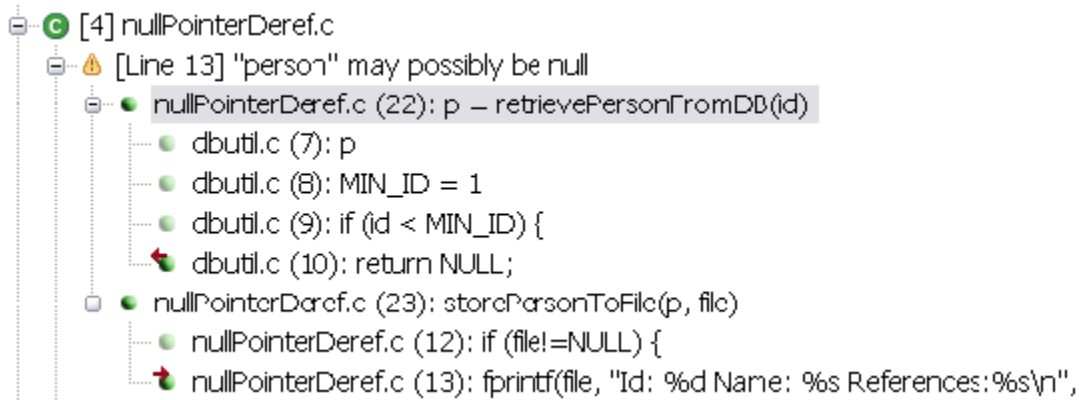 C [4] nullPointerDeref.c
[Line 13] "person" may possibly be null
nullPointerDeref.c (22): p = retrievePersonFromDB(id)
dbutil.c (7): p
dbutil.c (8): MIN_ID = 1
dbutil.c (9): if (id < MIN_ID) {
dbutil.c (10): return NULL;
nullPointerDeref.c (23): storePersonToFile(p, file)
nullPointerDeref.c (12): if (file!=NULL) {
nullPointerDeref.c (13): fprintf(file, "Id: %d Name: %s References:%s\n",